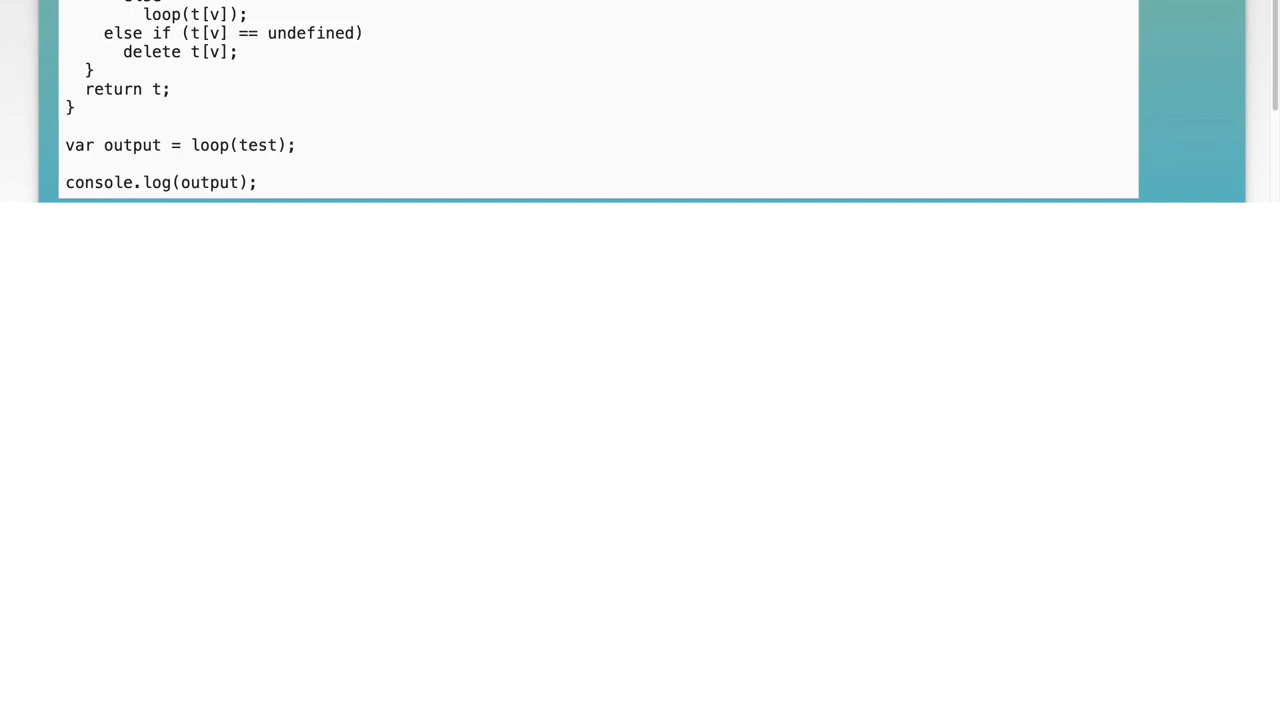 loop(t[v]);
else if (t[v] == undefined)
delete t[v];
}
return t;
}
var output = loop(test);
console.log(output);